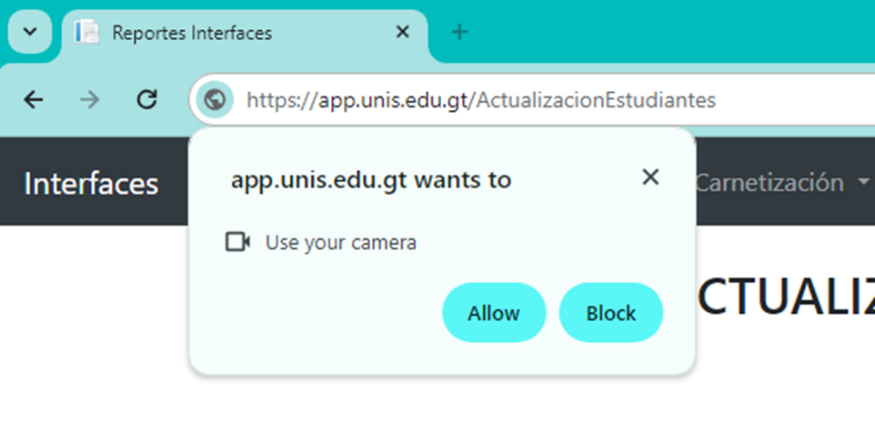 Reportes Interfaces
https://app.unis.edu.gt/ActualizacionEstudiantes
Interfaces
Carnetización
app.unis.edu.gt wants to
Use your camera
Allow
Block
CTUALIZ